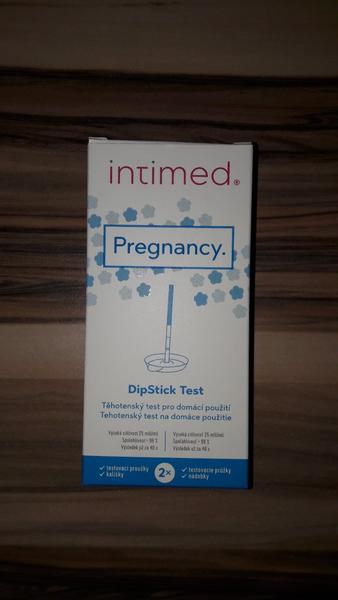 intimed®
Pregnancy.
DipStick Test
Těhotenský test pro domácí použití
Tehotenský test na domáce použitie
Vysoká citlivost 25 mIU/ml
Spolehlivost > 99 %
Výsledek již za 40 s
Vysoká citlivosť 25 mIU/ml
Spoľahlivosť > 99 %
Výsledok už za 40 s
✓ testovací proužky
✓ kalíšky
2×
✓ testovacie prúžky
✓ nádobky